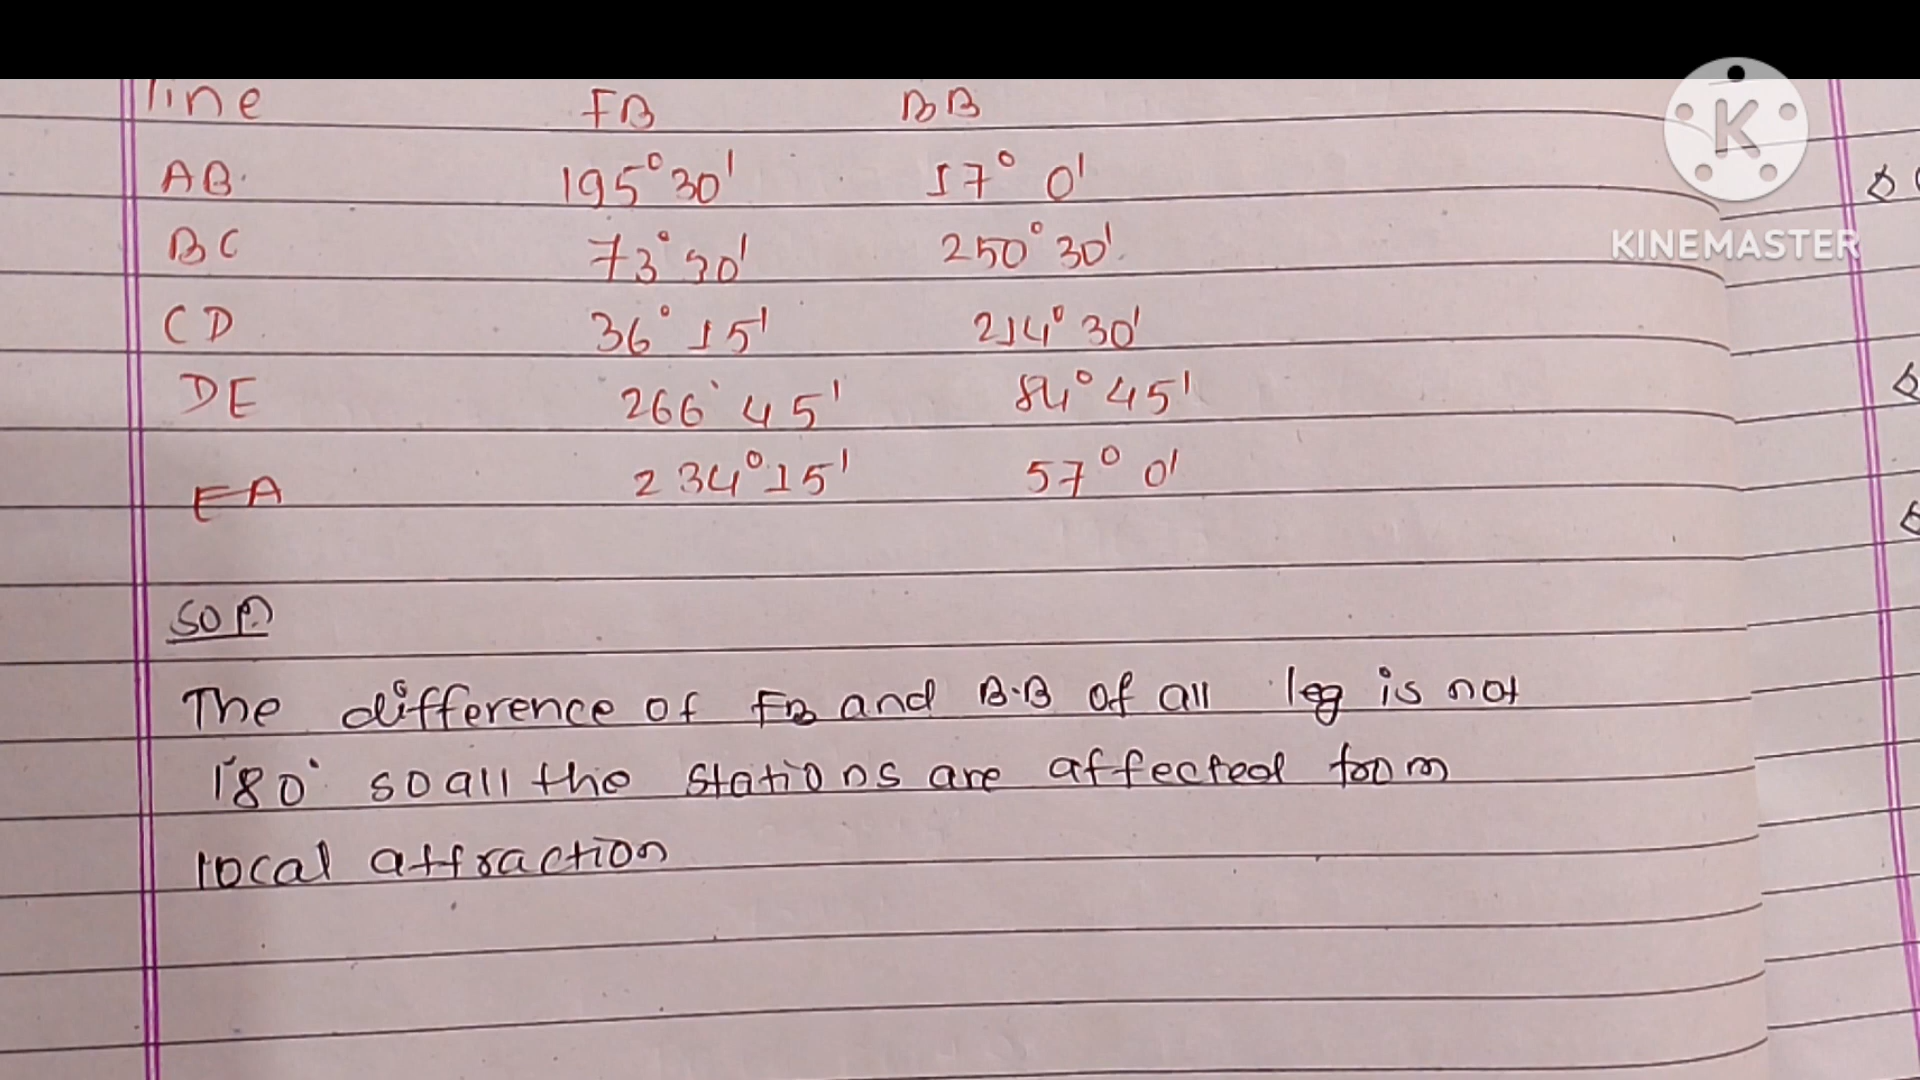 line FB BB
AB. 195°30' 17° 0'
BC 73°30' 250°30'.
CD 36°15' 214°30'
DE 266°45' 84°45'
EA 234°15' 57° 0'
KINEMASTER
Soln
The difference of FB and B.B of all leg is not
180° so all the stations are affected from
local attraction